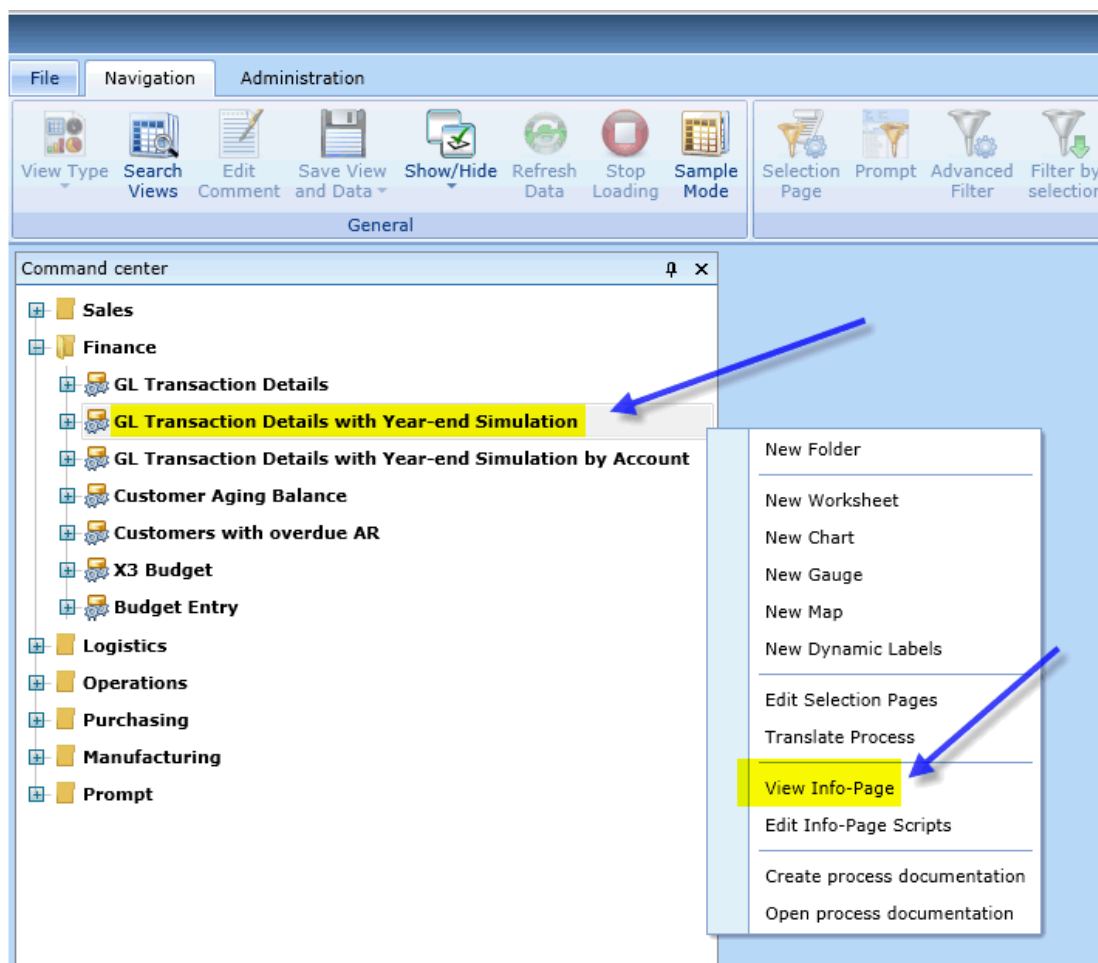 File Navigation Administration
View Type Search Views Edit Comment Save View and Data Show/Hide Refresh Data Stop Loading Sample Mode Selection Page Prompt Advanced Filter Filter by selection
General
Command center
Sales
Finance
GL Transaction Details
GL Transaction Details with Year-end Simulation
GL Transaction Details with Year-end Simulation by Account
Customer Aging Balance
Customers with overdue AR
X3 Budget
Budget Entry
Logistics
Operations
Purchasing
Manufacturing
Prompt
New Folder
New Worksheet
New Chart
New Gauge
New Map
New Dynamic Labels
Edit Selection Pages
Translate Process
View Info-Page
Edit Info-Page Scripts
Create process documentation
Open process documentation